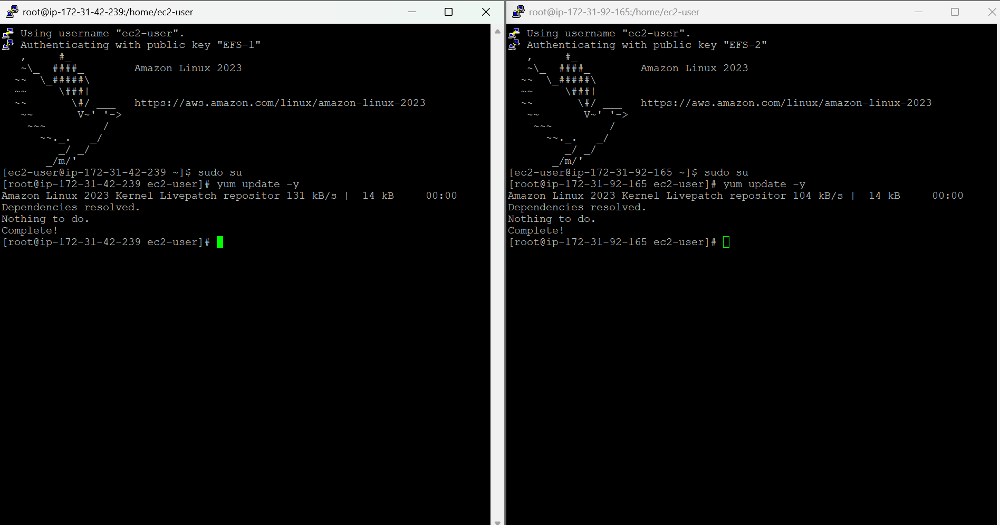 root@ip-172-31-42-239:/home/ec2-user
Using username "ec2-user".
Authenticating with public key "EFS-1"
   ,     #_
   ~\_  ####_        Amazon Linux 2023
  ~~  \_#####\
  ~~     \###|
  ~~       \#/ ___   https://aws.amazon.com/linux/amazon-linux-2023
   ~~       V~' '->
    ~~~         /
      ~~._.   _/
         _/ _/
       _/m/'
[ec2-user@ip-172-31-42-239 ~]$ sudo su
[root@ip-172-31-42-239 ec2-user]# yum update -y
Amazon Linux 2023 Kernel Livepatch repositor 131 kB/s |  14 kB     00:00
Dependencies resolved.
Nothing to do.
Complete!
[root@ip-172-31-42-239 ec2-user]#
root@ip-172-31-92-165:/home/ec2-user
Using username "ec2-user".
Authenticating with public key "EFS-2"
   ,     #_
   ~\_  ####_        Amazon Linux 2023
  ~~  \_#####\
  ~~     \###|
  ~~       \#/ ___   https://aws.amazon.com/linux/amazon-linux-2023
   ~~       V~' '->
    ~~~         /
      ~~._.   _/
         _/ _/
       _/m/'
[ec2-user@ip-172-31-92-165 ~]$ sudo su
[root@ip-172-31-92-165 ec2-user]# yum update -y
Amazon Linux 2023 Kernel Livepatch repositor 104 kB/s |  14 kB     00:00
Dependencies resolved.
Nothing to do.
Complete!
[root@ip-172-31-92-165 ec2-user]#